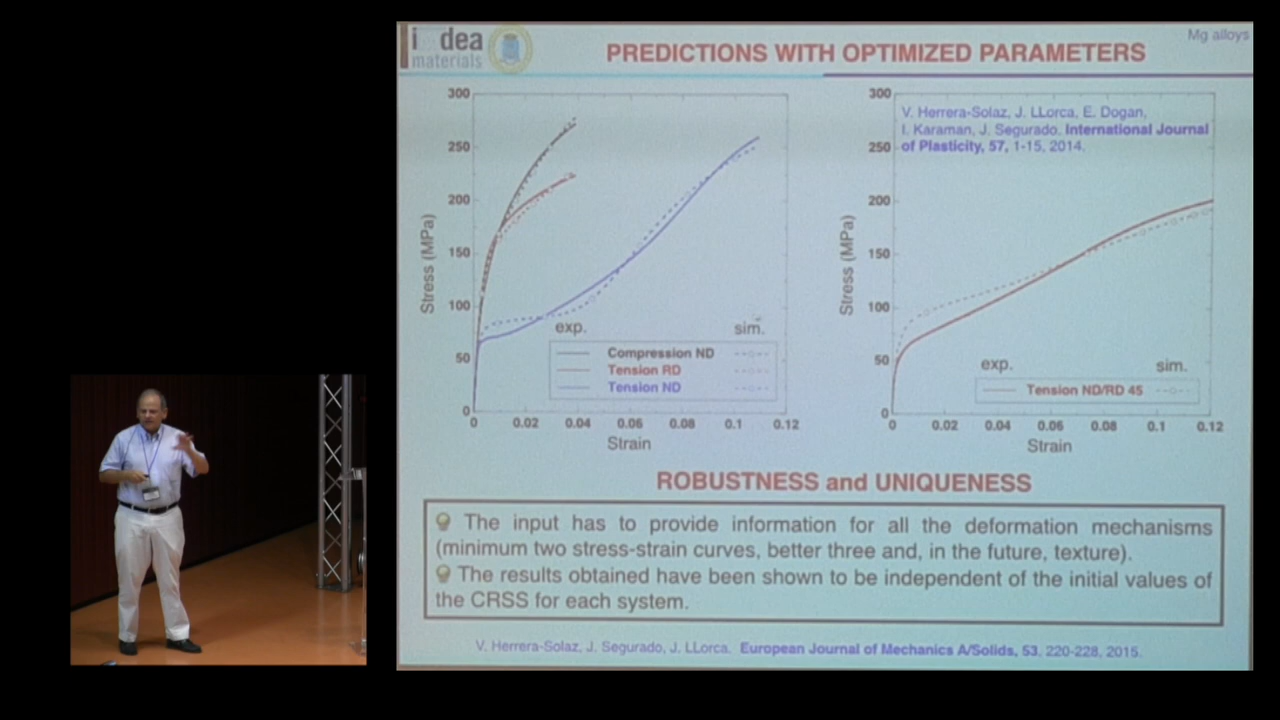 i dea
materials
PREDICTIONS WITH OPTIMIZED PARAMETERS
Mg alloys
300
250
200
150
100
50
0
Stress (MPa)
0 0.02 0.04 0.06 0.08 0.1 0.12
Strain
exp. sim.
Compression ND
Tension RD
Tension ND
300
250
200
150
100
50
0
Stress (MPa)
V. Herrera-Solaz, J. LLorca, E. Dogan,
I. Karaman, J. Segurado. International Journal
of Plasticity, 57, 1-15, 2014.
exp. sim.
Tension ND/RD 45
0 0.02 0.04 0.06 0.08 0.1 0.12
Strain
ROBUSTNESS and UNIQUENESS
The input has to provide information for all the deformation mechanisms
(minimum two stress-strain curves, better three and, in the future, texture).
The results obtained have been shown to be independent of the initial values of
the CRSS for each system.
V. Herrera-Solaz, J. Segurado, J. LLorca. European Journal of Mechanics A/Solids, 53, 220-228, 2015.